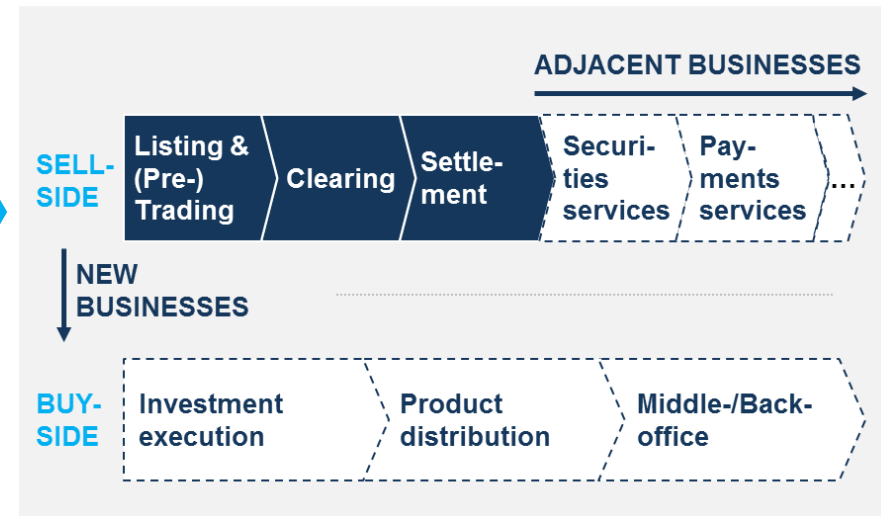 ADJACENT BUSINESSES
SELL-
SIDE
Listing &
(Pre-)
Trading
Clearing
Settle-
ment
Securi-
ties
services
Pay-
ments
services
...
NEW
BUSINESSES
BUY-
SIDE
Investment
execution
Product
distribution
Middle-/Back-
office